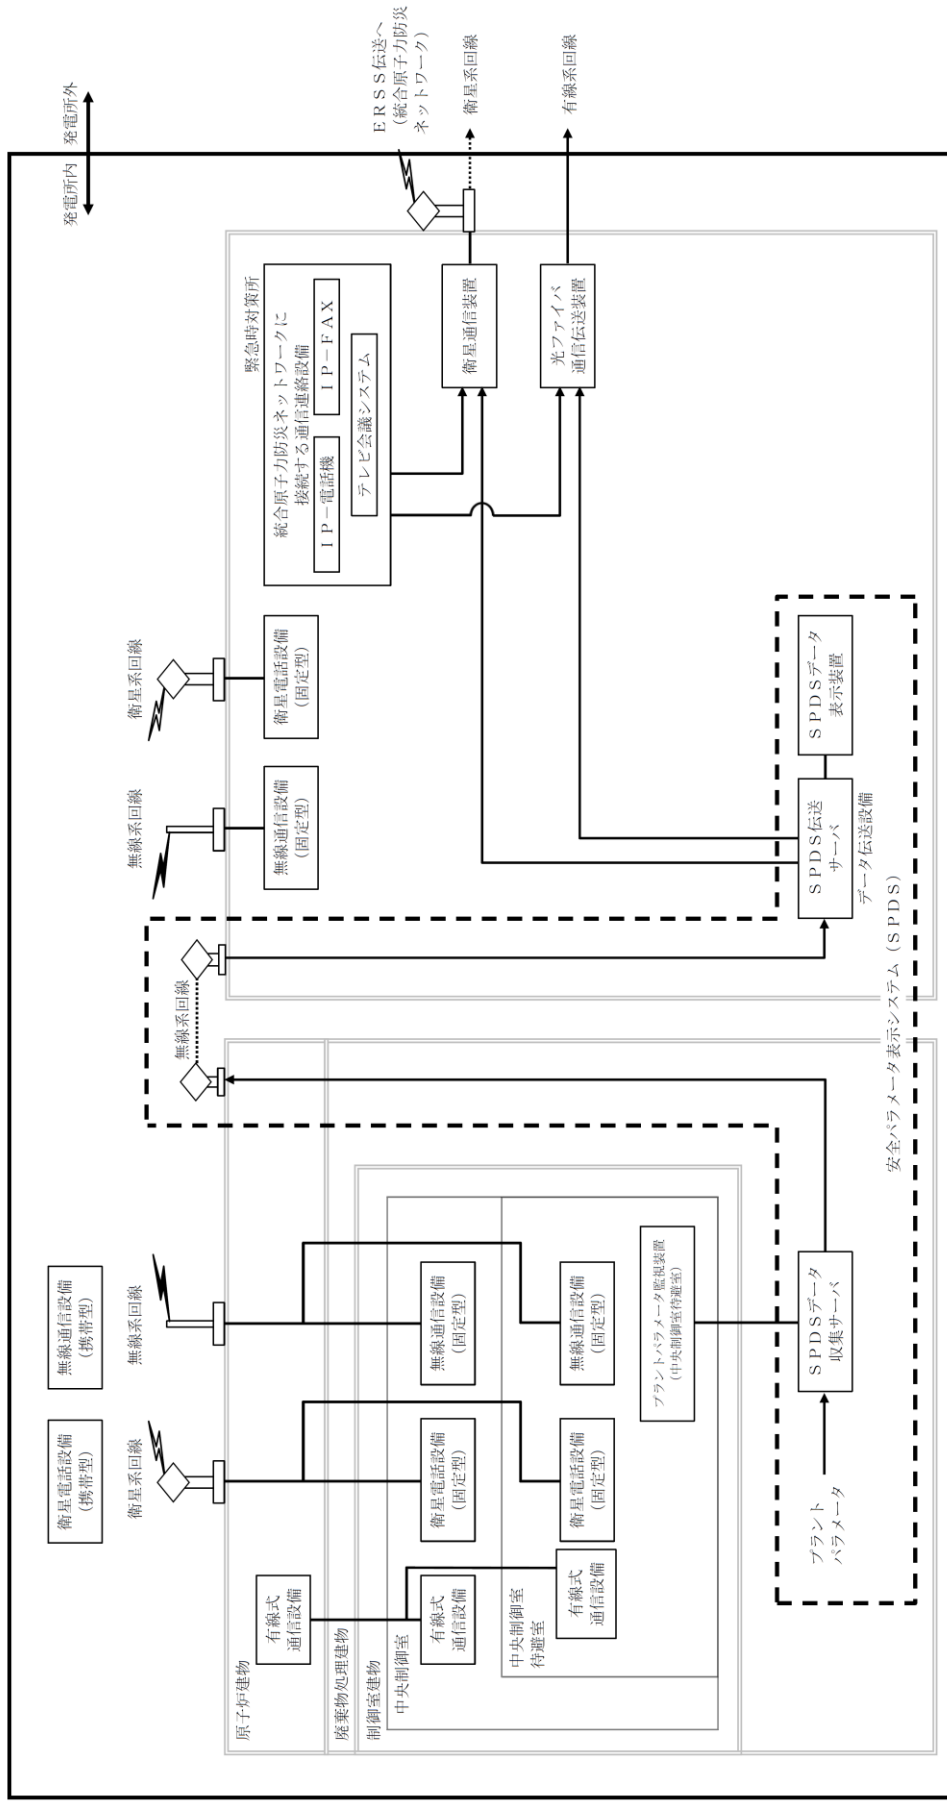 発電所内　発電所外
ＥＲＳＳ伝送へ
（統合原子力防災
ネットワーク）
衛星系回線
有線系回線
緊急時対策所
統合原子力防災ネットワークに
接続する通信連絡設備
ＩＰ－電話機
ＩＰ－ＦＡＸ
テレビ会議システム
衛星通信装置
光ファイバ
通信伝送装置
衛星系回線
衛星電話設備
（固定型）
無線系回線
無線通信設備
（固定型）
ＳＰＤＳデータ
表示装置
ＳＰＤＳ伝送
サーバ
データ伝送設備
無線系回線
安全パラメータ表示システム（ＳＰＤＳ）
無線通信設備
（携帯型）
衛星電話設備
（携帯型）
無線系回線
衛星系回線
原子炉建物
有線式
通信設備
廃棄物処理建物
制御室建物
中央制御室
有線式
通信設備
衛星電話設備
（固定型）
無線通信設備
（固定型）
中央制御室
待避室
有線式
通信設備
衛星電話設備
（固定型）
無線通信設備
（固定型）
プラントパラメータ監視装置
（中央制御室待避室）
プラント
パラメータ
ＳＰＤＳデータ
収集サーバ